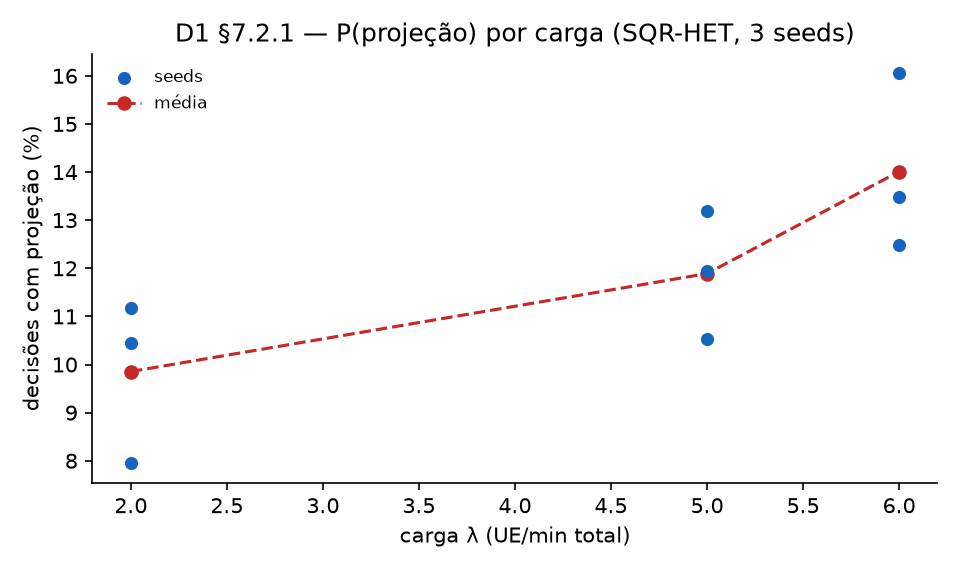 D1 §7.2.1 — P(projeção) por carga (SQR-HET, 3 seeds)
seeds
média
decisões com projeção (%)
16
15
14
13
12
11
10
9
8
2.0 2.5 3.0 3.5 4.0 4.5 5.0 5.5 6.0
carga λ (UE/min total)